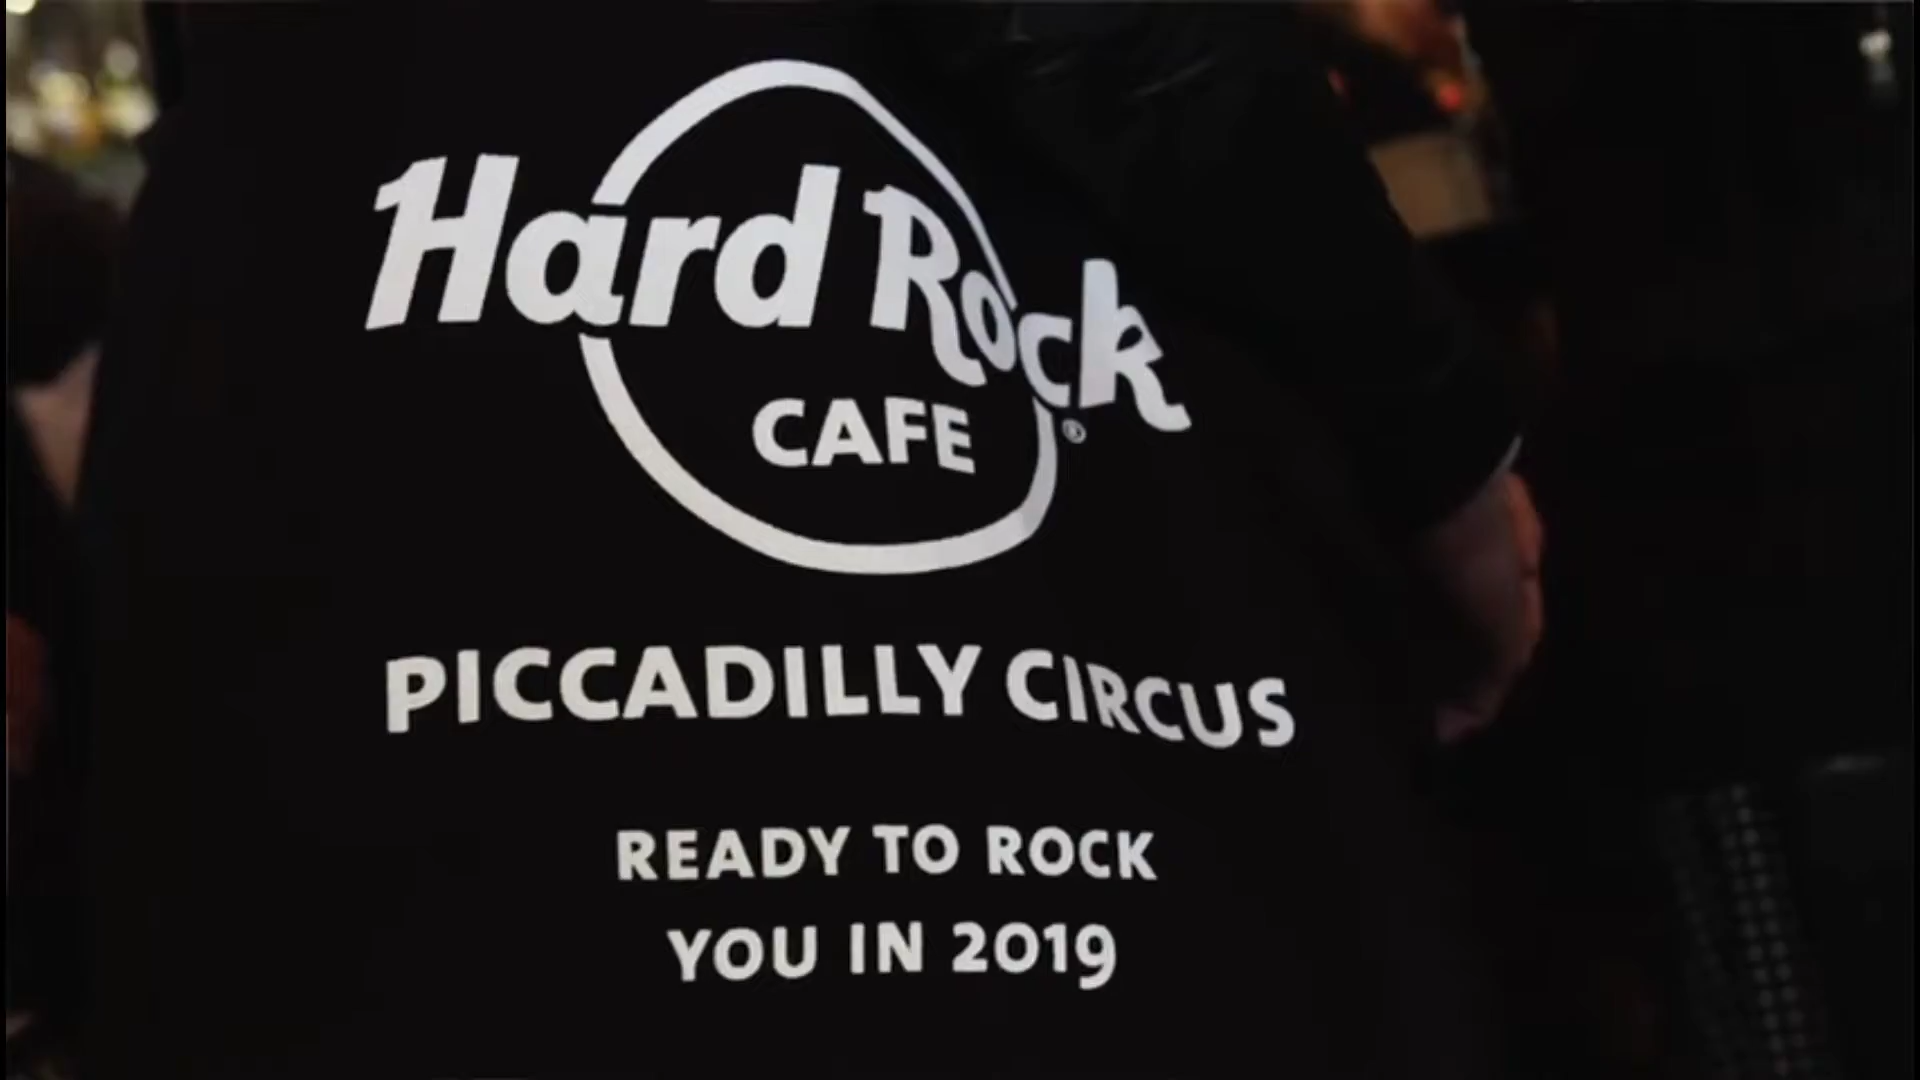 Hard Rock
CAFE
®
PICCADILLY CIRCUS
READY TO ROCK
YOU IN 2019